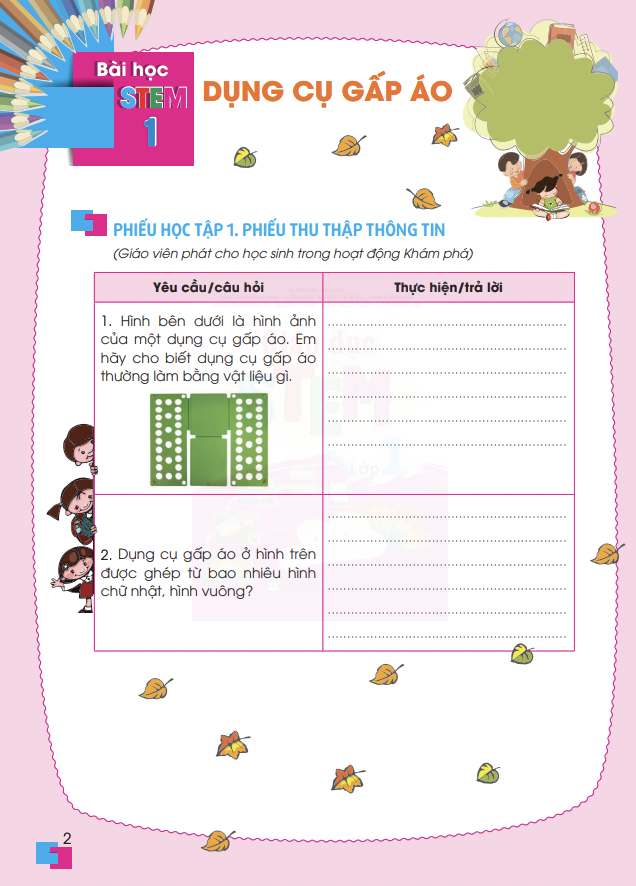 Bài học
STEM
1
DỤNG CỤ GẤP ÁO
PHIẾU HỌC TẬP 1. PHIẾU THU THẬP THÔNG TIN
(Giáo viên phát cho học sinh trong hoạt động Khám phá)
Yêu cầu/câu hỏi
Thực hiện/trả lời
1. Hình bên dưới là hình ảnh
của một dụng cụ gấp áo. Em
hãy cho biết dụng cụ gấp áo
thường làm bằng vật liệu gì.
dục
STEM
Lớp 1
2. Dụng cụ gấp áo ở hình trên
được ghép từ bao nhiêu hình
chữ nhật, hình vuông?
2